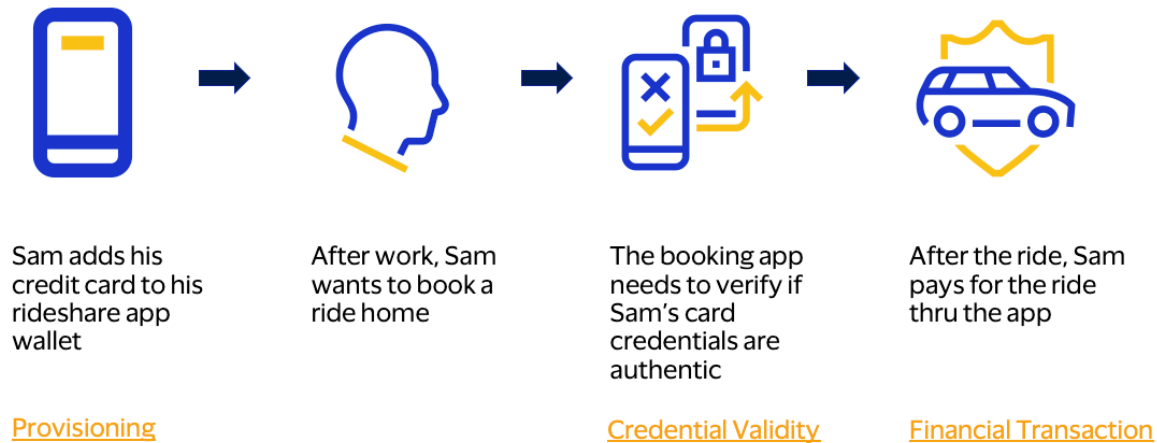 Sam adds his
credit card to his
rideshare app
wallet
Provisioning
After work, Sam
wants to book a
ride home
The booking app
needs to verify if
Sam's card
credentials are
authentic
Credential Validity
After the ride, Sam
pays for the ride
thru the app
Financial Transaction